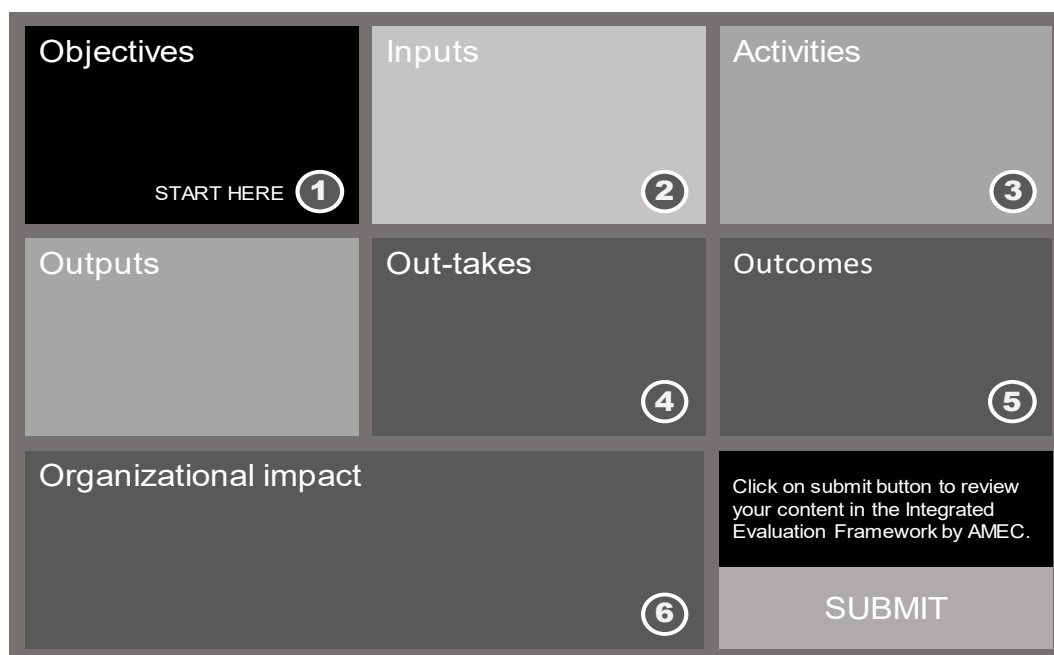 Objectives
START HERE 1
Inputs
2
Activities
3
Outputs
Out-takes
4
Outcomes
5
Organizational impact
6
Click on submit button to review
your content in the Integrated
Evaluation Framework by AMEC.
SUBMIT